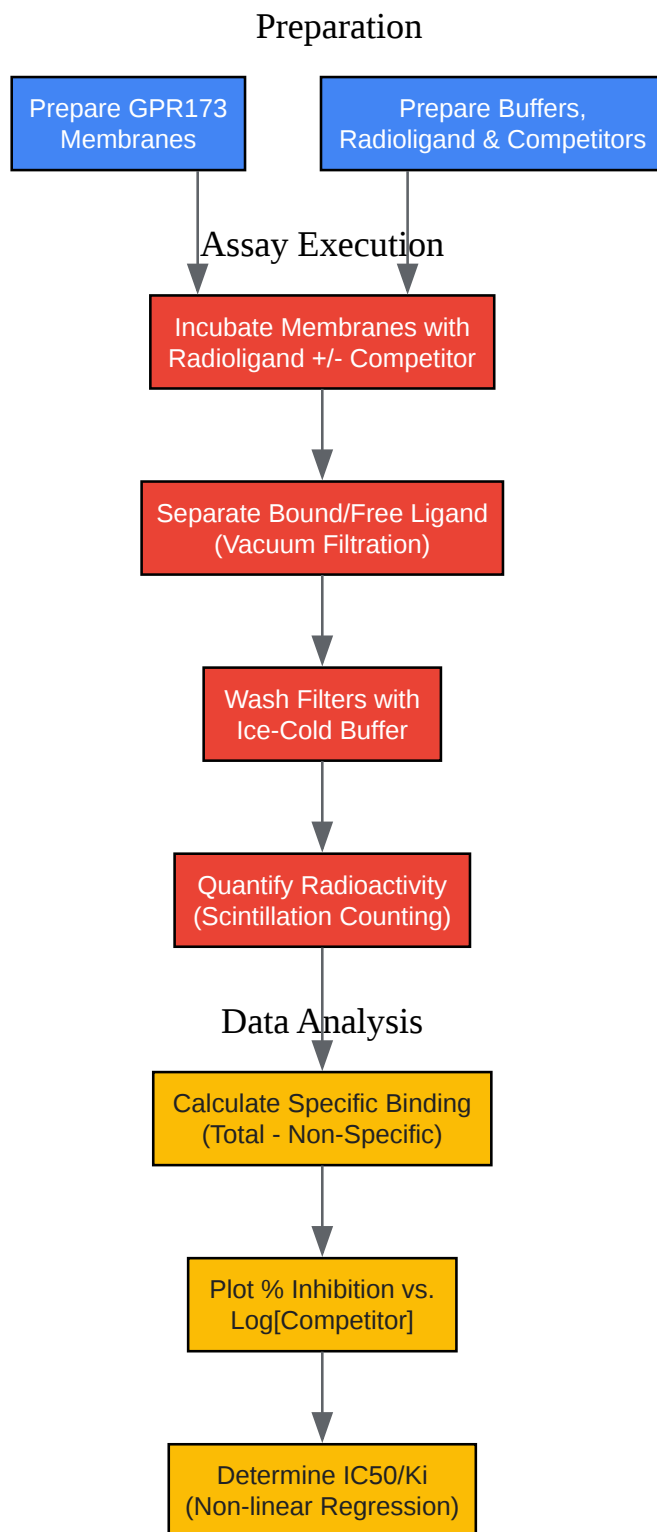 Preparation
Prepare GPR173
Membranes
Prepare Buffers,
Radioligand & Competitors
Assay Execution
Incubate Membranes with
Radioligand +/- Competitor
Separate Bound/Free Ligand
(Vacuum Filtration)
Wash Filters with
Ice-Cold Buffer
Quantify Radioactivity
(Scintillation Counting)
Data Analysis
Calculate Specific Binding
(Total - Non-Specific)
Plot % Inhibition vs.
Log[Competitor]
Determine IC50/Ki
(Non-linear Regression)